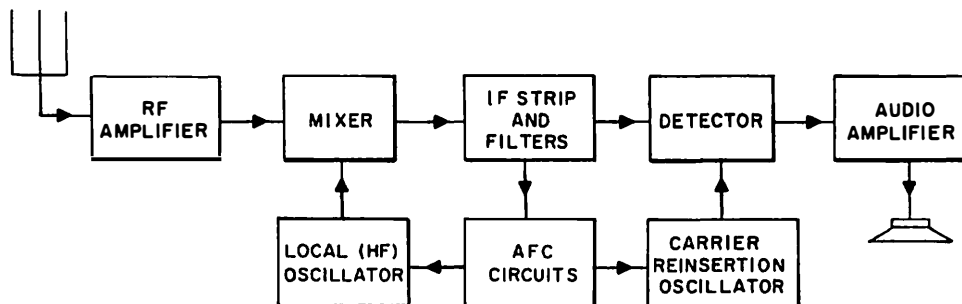 RF
AMPLIFIER
MIXER
IF STRIP
AND
FILTERS
DETECTOR
AUDIO
AMPLIFIER
LOCAL (HF)
OSCILLATOR
AFC
CIRCUITS
CARRIER
REINSERTION
OSCILLATOR